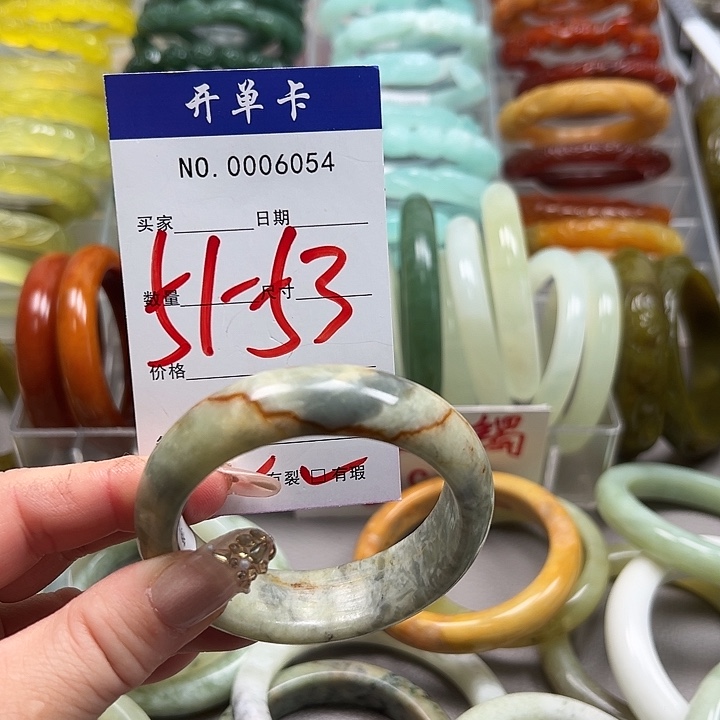 开单卡
NO. 0006054
买家 日期
51-53
数量 尺寸
价格
有裂 口 有瑕
镯